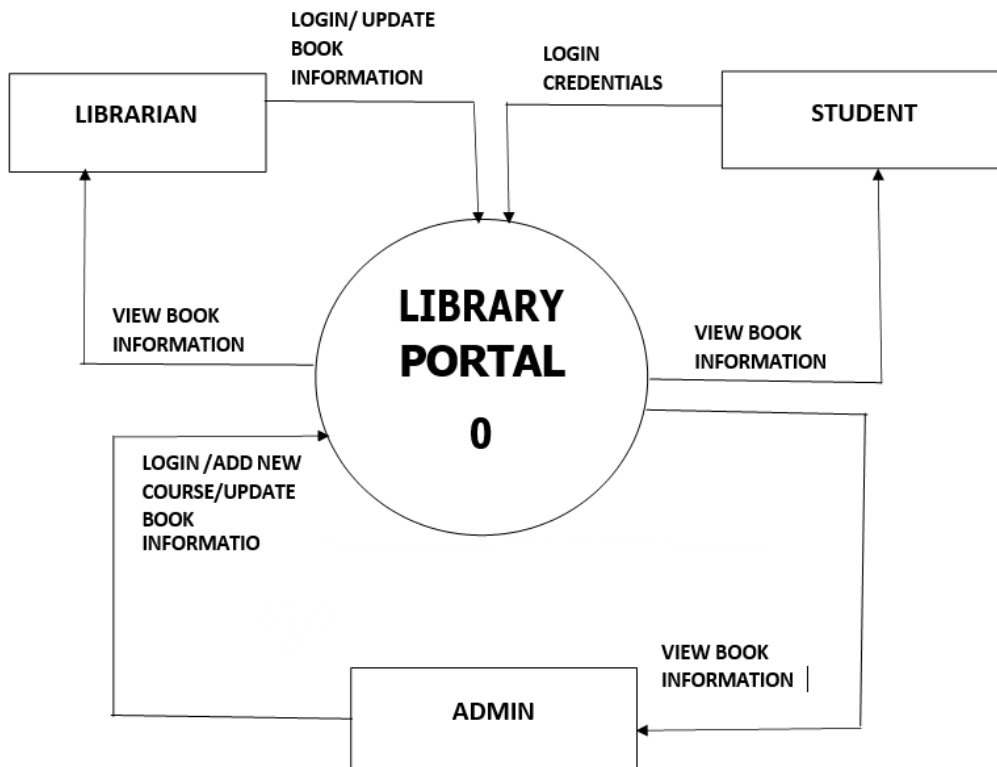 LOGIN/ UPDATE
BOOK
INFORMATION
LOGIN
CREDENTIALS
LIBRARIAN
STUDENT
LIBRARY
PORTAL
0
VIEW BOOK
INFORMATION
VIEW BOOK
INFORMATION
LOGIN /ADD NEW
COURSE/UPDATE
BOOK
INFORMATIO
VIEW BOOK
INFORMATION
ADMIN